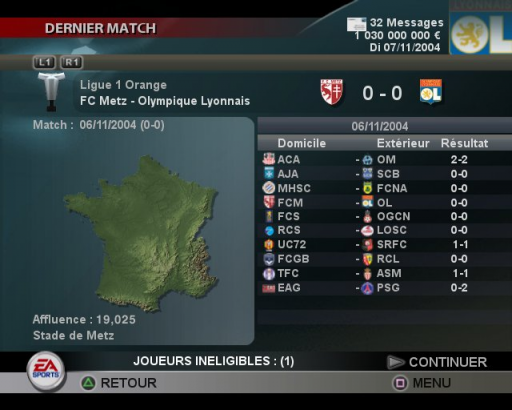 DERNIER MATCH
32 Messages
1 030 000 000 €
Di 07/11/2004
LYONNAIS
OL
L1 R1
Ligue 1 Orange
FC Metz - Olympique Lyonnais
0 - 0
Match : 06/11/2004 (0-0)
06/11/2004
Domicile Extérieur Résultat
ACA - OM 2-2
AJA - SCB 0-0
MHSC - FCNA 0-0
FCM - OL 0-0
FCS - OGCN 0-0
RCS - LOSC 0-0
UC72 - SRFC 1-1
FCGB - RCL 0-0
TFC - ASM 1-1
EAG - PSG 0-2
Affluence : 19,025
Stade de Metz
JOUEURS INELIGIBLES : (1)
CONTINUER
EA SPORTS
RETOUR
MENU